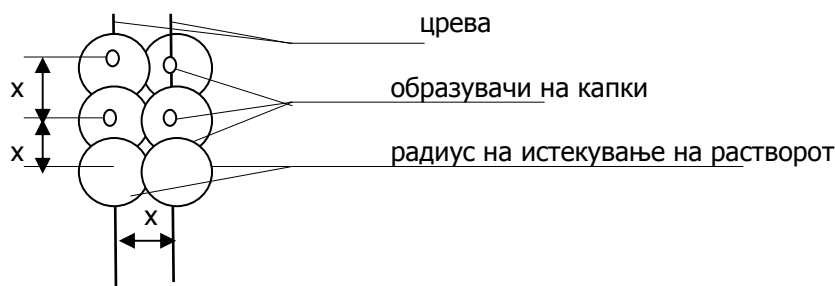 црева
x
образувачи на капки
x
радиус на истекување на растворот
x